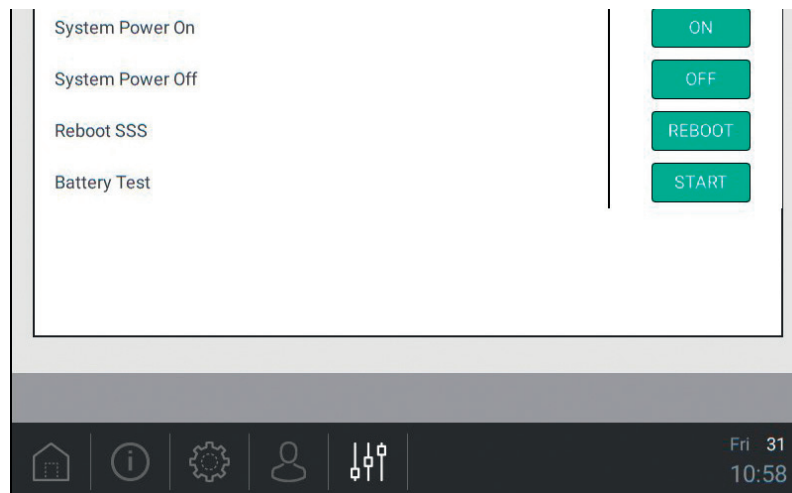 System Power On ON
System Power Off OFF
Reboot SSS REBOOT
Battery Test START
Fri 31
10:58